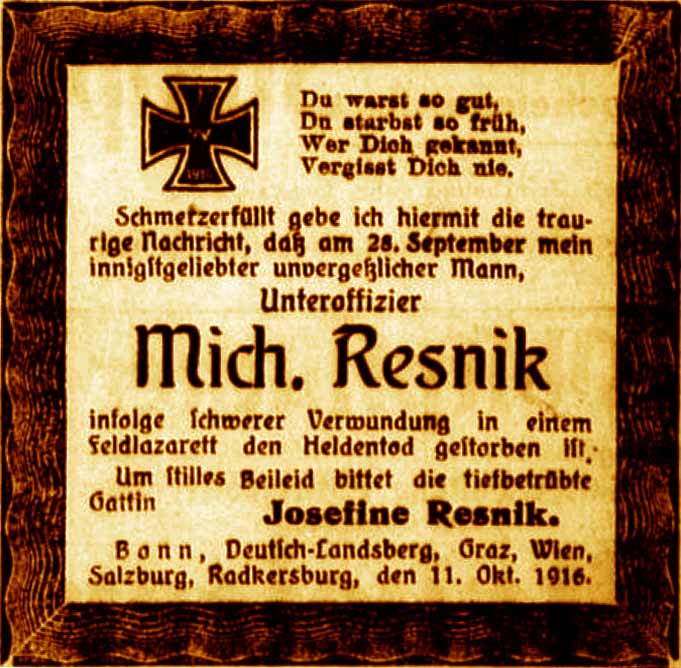 W
Du warst so gut,
Du starbst so früh,
Wer Dich gekannt,
Vergisst Dich nie.
Schmerzerfüllt gebe ich hiermit die trau-
rige Nachricht, daß am 28. September mein
innigstgeliebter unvergeßlicher Mann,
Unteroffizier
Mich. Resnik
infolge schwerer Verwundung in einem
Feldlazarett den Heldentod gestorben ist.
Um stilles Beileid bittet die tiefbetrübte
Gattin
Josefine Resnik.
Bonn, Deutsch-Landsberg, Graz, Wien,
Salzburg, Radkersburg, den 11. Okt. 1916.